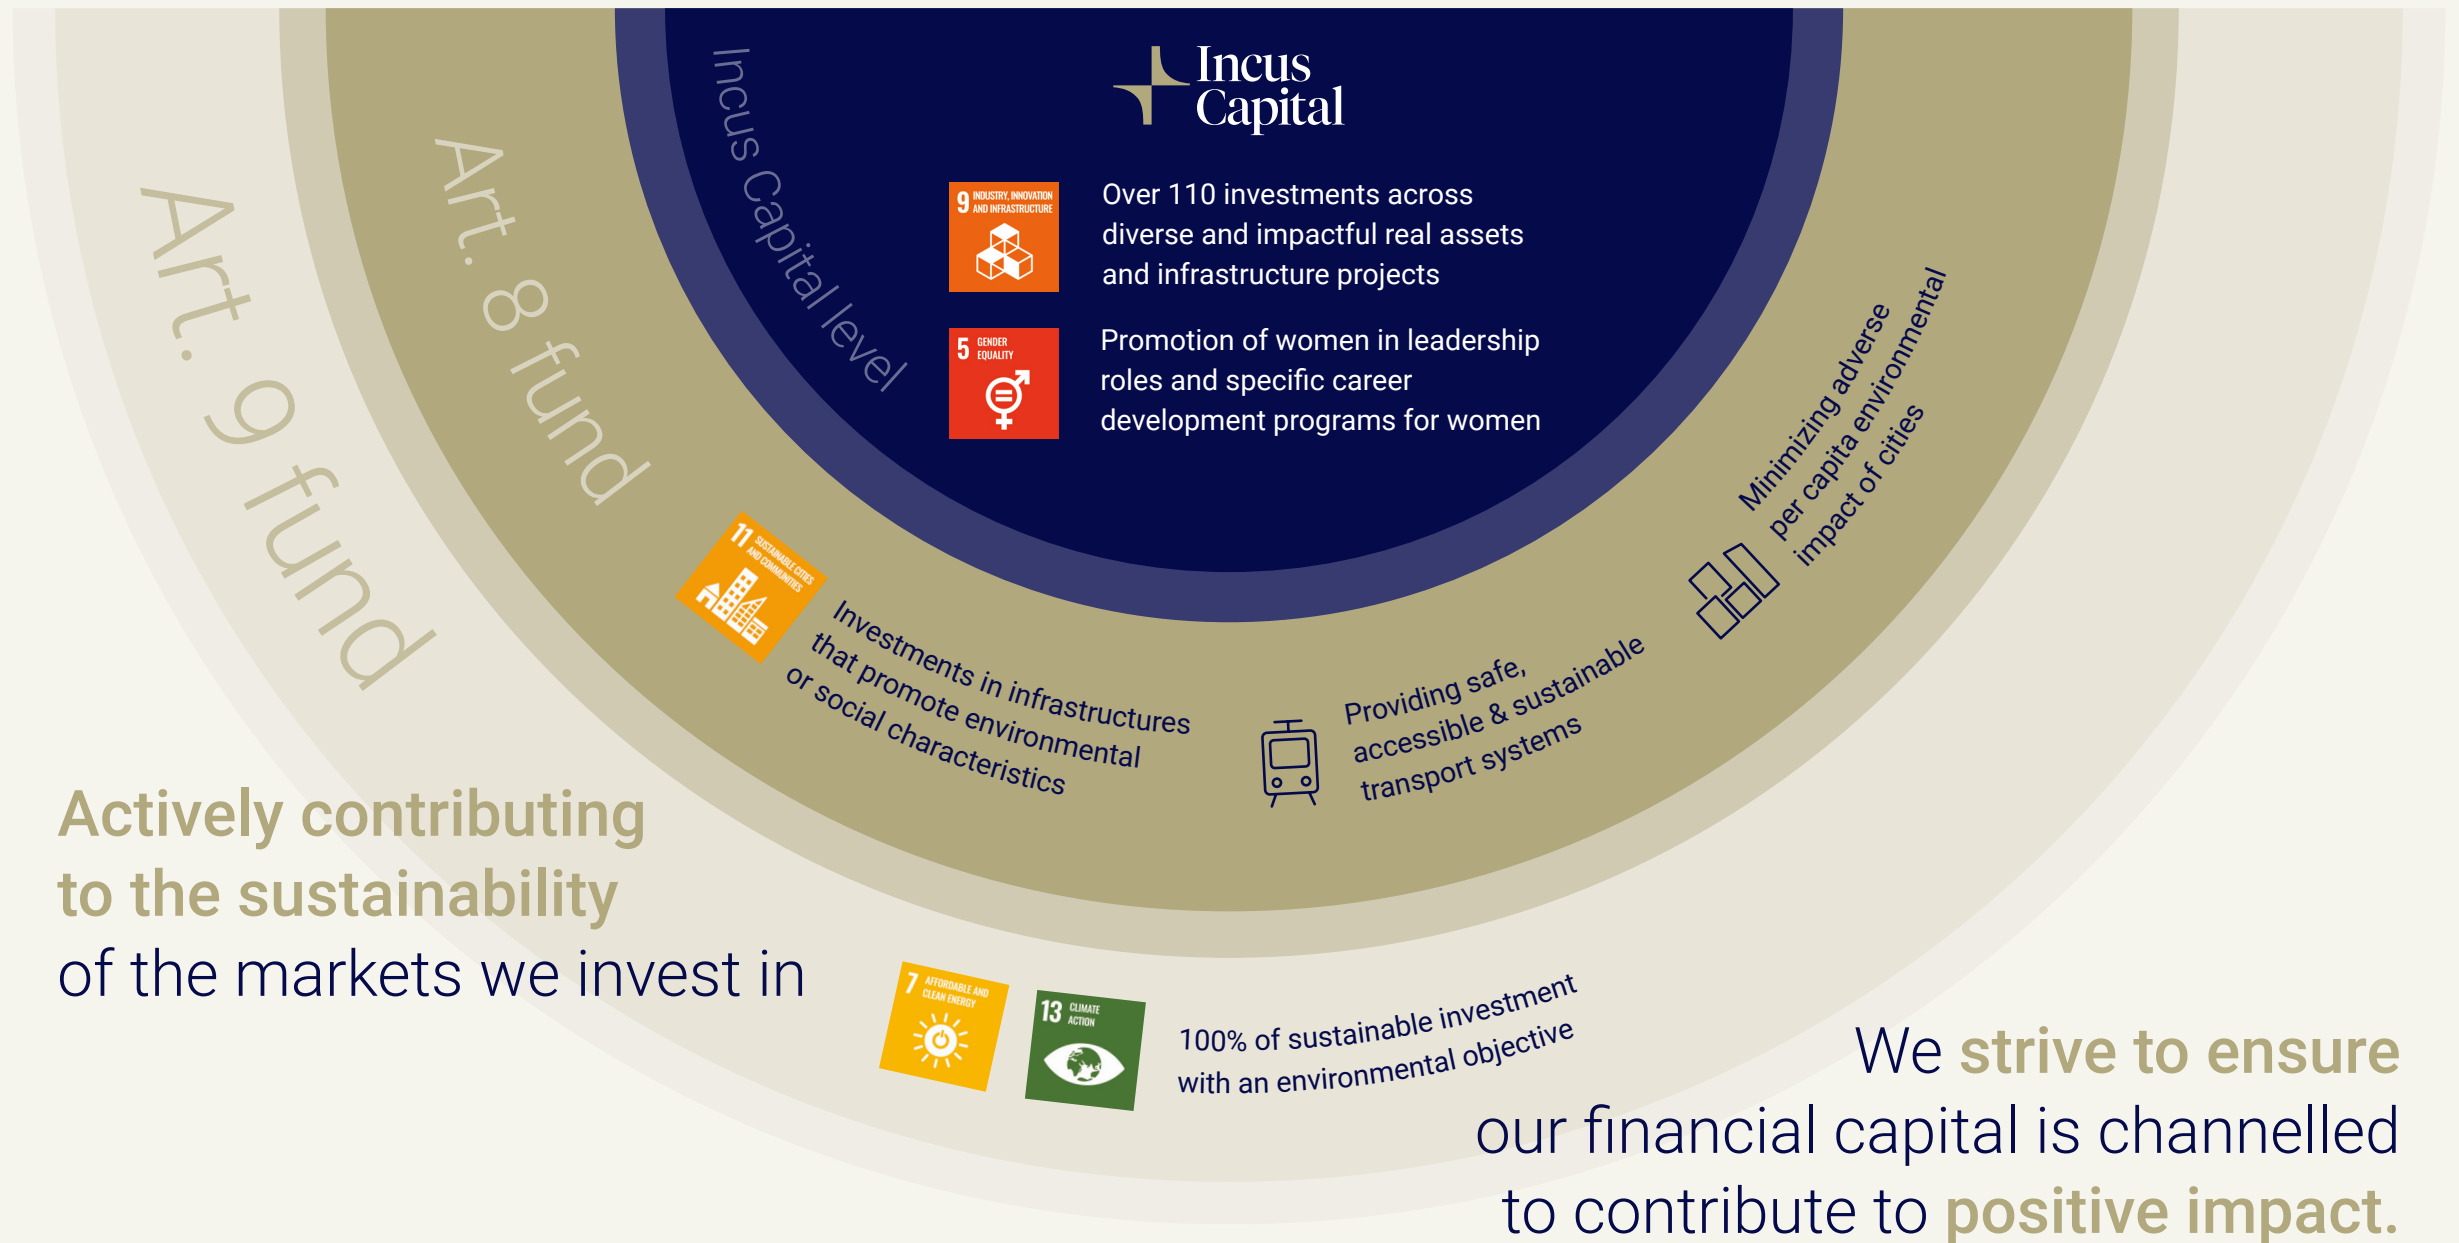 Incus
Capital
Incus Capital level
9 INDUSTRY, INNOVATION
AND INFRASTRUCTURE
Over 110 investments across
diverse and impactful real assets
and infrastructure projects
5 GENDER
EQUALITY
Promotion of women in leadership
roles and specific career
development programs for women
Art. 8 fund
11 SUSTAINABLE CITIES
AND COMMUNITIES
Investments in infrastructures
that promote environmental
or social characteristics
Providing safe,
accessible & sustainable
transport systems
Minimizing adverse
per capita environmental
impact of cities
Art. 9 fund
7 AFFORDABLE AND
CLEAN ENERGY
13 CLIMATE
ACTION
100% of sustainable investment
with an environmental objective
Actively contributing
to the sustainability
of the markets we invest in
We strive to ensure
our financial capital is channelled
to contribute to positive impact.